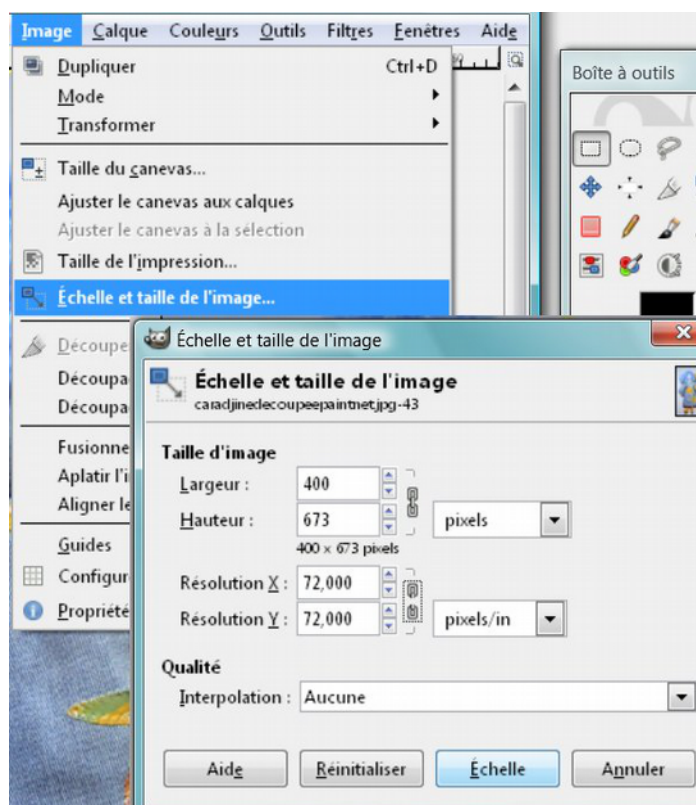 Image Calque Couleurs Outils Filtres Fenêtres Aide
Dupliquer Ctrl+D
Mode
Transformer
Taille du canevas...
Ajuster le canevas aux calques
Ajuster le canevas à la sélection
Taille de l'impression...
Échelle et taille de l'image...
Découpe
Découpa
Découpa
Fusionne
Aplatir l'i
Aligner le
Guides
Configur
Propriété
Boîte à outils
Échelle et taille de l'image
Échelle et taille de l'image
caradjinedecoupeepaintnet.jpg-43
Taille d'image
Largeur : 400
Hauteur : 673 pixels
400 × 673 pixels
Résolution X : 72,000
Résolution Y : 72,000 pixels/in
Qualité
Interpolation : Aucune
Aide Réinitialiser Échelle Annuler